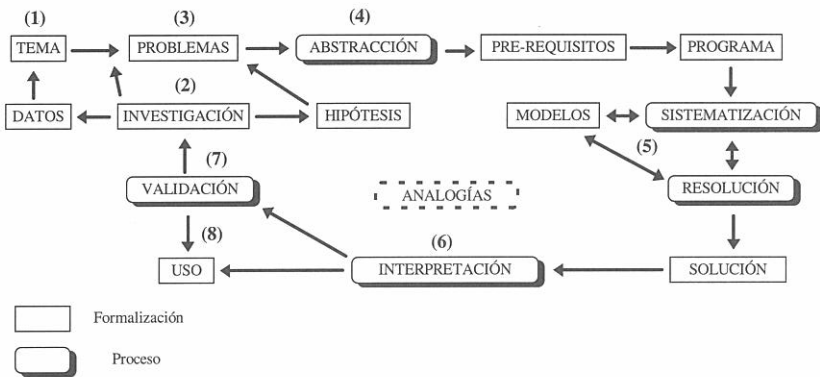 (1)
(3)
(4)
TEMA
PROBLEMAS
ABSTRACCIÓN
PRE-REQUISITOS
PROGRAMA
(2)
DATOS
INVESTIGACIÓN
HIPÓTESIS
MODELOS
SISTEMATIZACIÓN
(5)
(7)
VALIDACIÓN
ANALOGÍAS
RESOLUCIÓN
(8)
(6)
USO
INTERPRETACIÓN
SOLUCIÓN
Formalización
Proceso